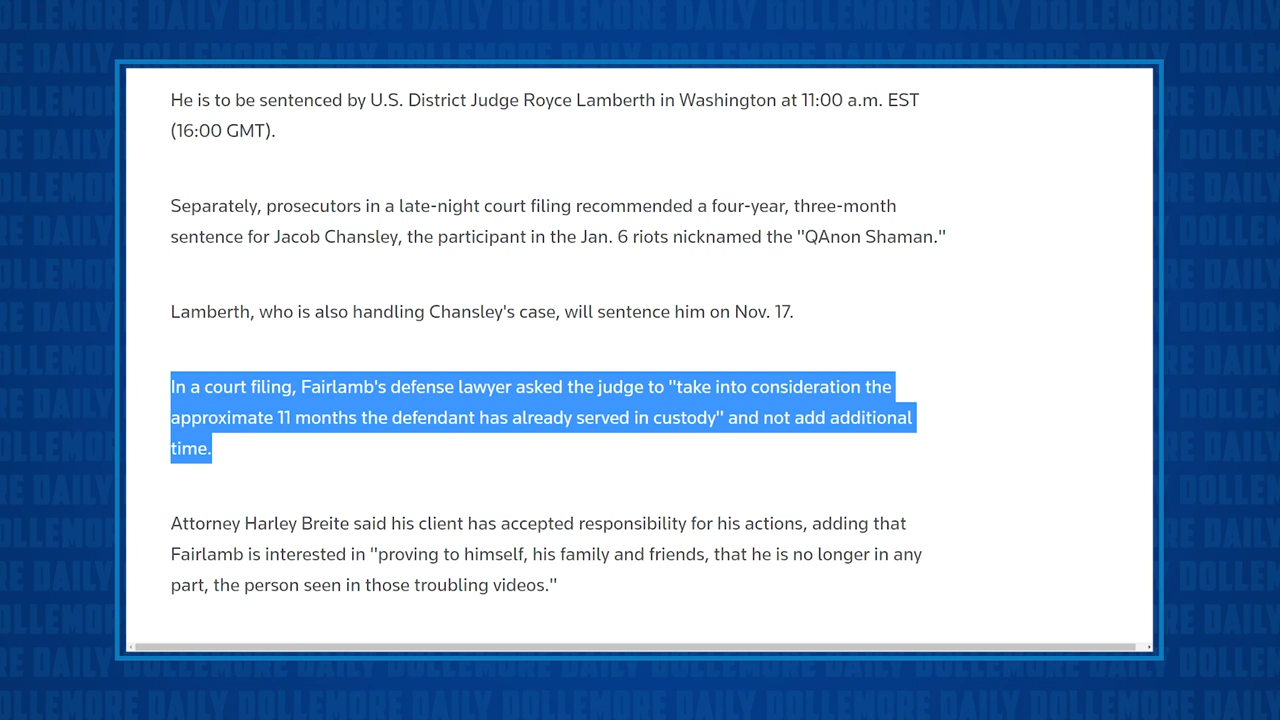 He is to be sentenced by U.S. District Judge Royce Lamberth in Washington at 11:00 a.m. EST
(16:00 GMT).
Separately, prosecutors in a late-night court filing recommended a four-year, three-month
sentence for Jacob Chansley, the participant in the Jan. 6 riots nicknamed the "QAnon Shaman."
Lamberth, who is also handling Chansley's case, will sentence him on Nov. 17.
In a court filing, Fairlamb's defense lawyer asked the judge to "take into consideration the
approximate 11 months the defendant has already served in custody" and not add additional
time.
Attorney Harley Breite said his client has accepted responsibility for his actions, adding that
Fairlamb is interested in "proving to himself, his family and friends, that he is no longer in any
part, the person seen in those troubling videos."